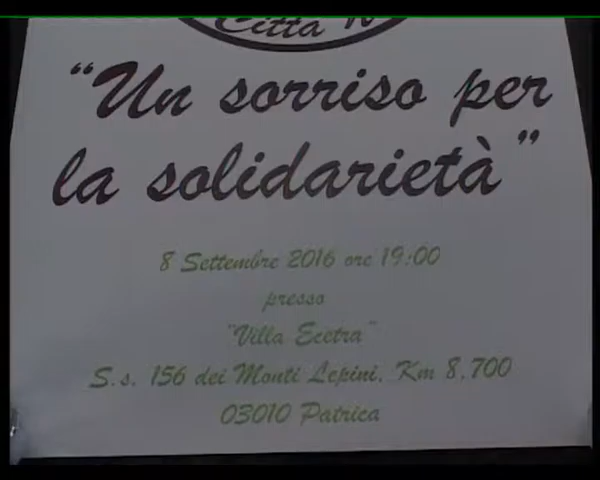 Città
"Un sorriso per
la solidarietà"
8 Settembre 2016 ore 19:00
presso
"Villa Ecetra"
S.s. 156 dei Monti Lepini, Km 8,700
03010 Patrica